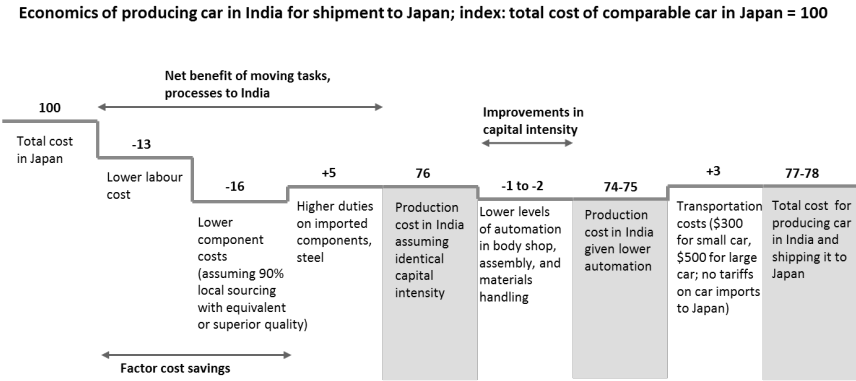 Economics of producing car in India for shipment to Japan; index: total cost of comparable car in Japan = 100
Net benefit of moving tasks,
processes to India
Improvements in
capital intensity
100
Total cost
in Japan
-13
Lower labour
cost
-16
Lower
component
costs
(assuming 90%
local sourcing
with equivalent
or superior quality)
+5
Higher duties
on imported
components,
steel
76
Production
cost in India
assuming
identical
capital
intensity
-1 to -2
Lower levels
of automation
in body shop,
assembly, and
materials
handling
74-75
Production
cost in India
given lower
automation
+3
Transportation
costs ($300
for small car,
$500 for large
car; no tariffs
on car imports
to Japan)
77-78
Total cost for
producing car
in India and
shipping it to
Japan
Factor cost savings